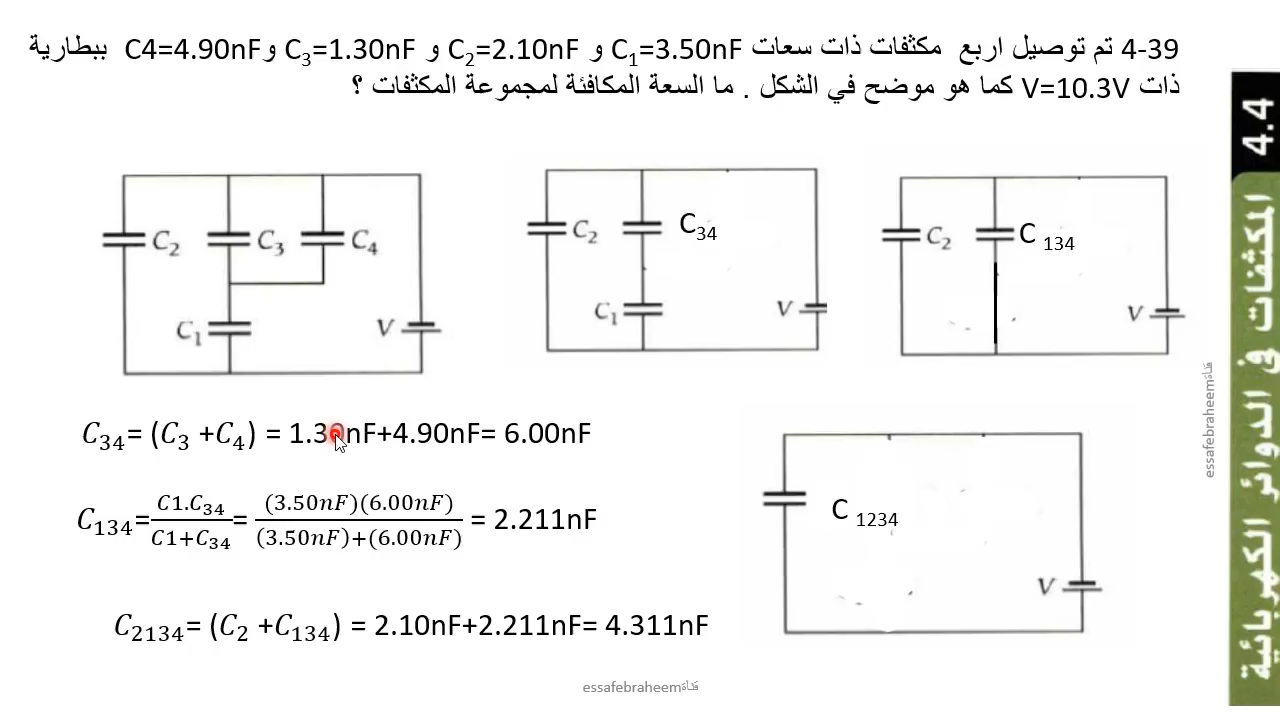 4-39 تم توصيل اربع مكثفات ذات سعات C₁=3.50nF و C₂=2.10nF و C₃=1.30nF و C4=4.90nF ببطارية
ذات V=10.3V كما هو موضح في الشكل . ما السعة المكافئة لمجموعة المكثفات ؟
4.4
المكثفات في الدوائر الكهربائية
C₂ C₃ C₄
C₁ V
C₂ C₃₄
C₁ V
C₂ C ₁₃₄
V
essafebraheemقناة
C₃₄= (C₃ +C₄) = 1.30nF+4.90nF= 6.00nF
C₁₃₄=C1.C₃₄/C1+C₃₄= (3.50nF)(6.00nF)/(3.50nF)+(6.00nF) = 2.211nF
C₂₁₃₄= (C₂ +C₁₃₄) = 2.10nF+2.211nF= 4.311nF
C ₁₂₃₄
V
essafebraheemقناة